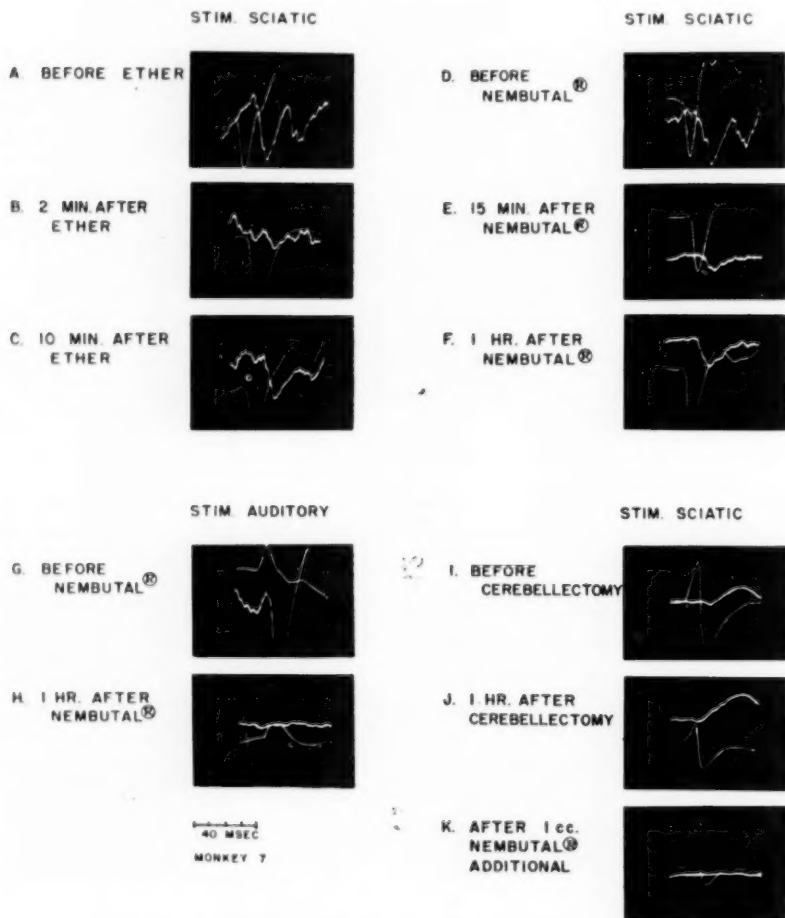 STIM. SCIATIC
A. BEFORE ETHER
B. 2 MIN. AFTER
ETHER
C. 10 MIN. AFTER
ETHER
STIM. SCIATIC
D. BEFORE
NEMBUTAL®
E. 15 MIN. AFTER
NEMBUTAL®
F. 1 HR. AFTER
NEMBUTAL®
STIM. AUDITORY
G. BEFORE
NEMBUTAL®
H. 1 HR. AFTER
NEMBUTAL®
40 MSEC
MONKEY 7
STIM. SCIATIC
I. BEFORE
CEREBELLECTOMY
J. 1 HR. AFTER
CEREBELLECTOMY
K. AFTER 1 cc.
NEMBUTAL®
ADDITIONAL